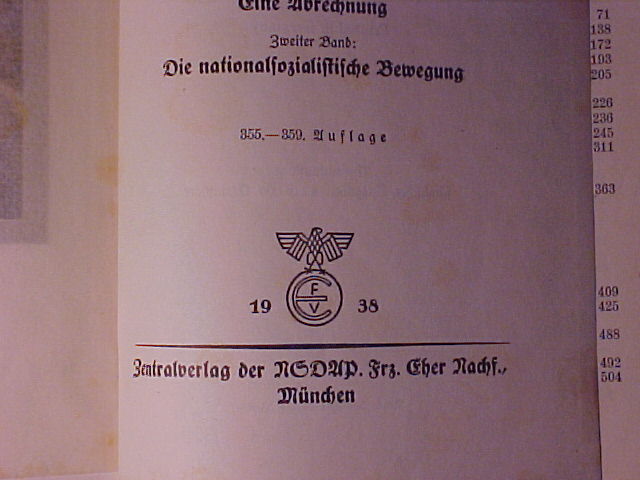 Eine Abrechnung
Zweiter Band:
Die nationalsozialistische Bewegung
355.—359. Auflage
F
V
19 38
Zentralverlag der NSDAP. Frz. Eher Nachf.,
München
71
138
172
193
205
226
236
245
311
363
409
425
488
492
504